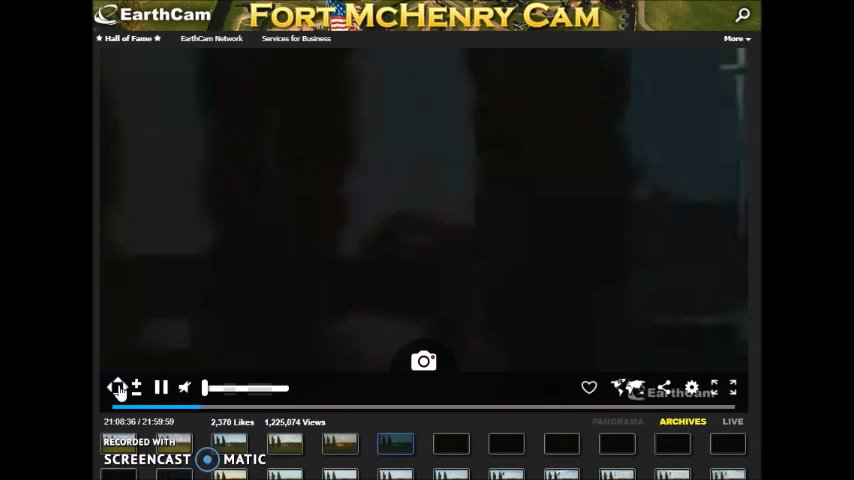 EarthCam
FORT MCHENRY CAM
★ Hall of Fame ★ EarthCam Network Services for Business More
EarthCam
21:08:36 / 21:59:59 2,370 Likes 1,225,074 Views PANORAMA ARCHIVES LIVE
RECORDED WITH
SCREENCAST MATIC